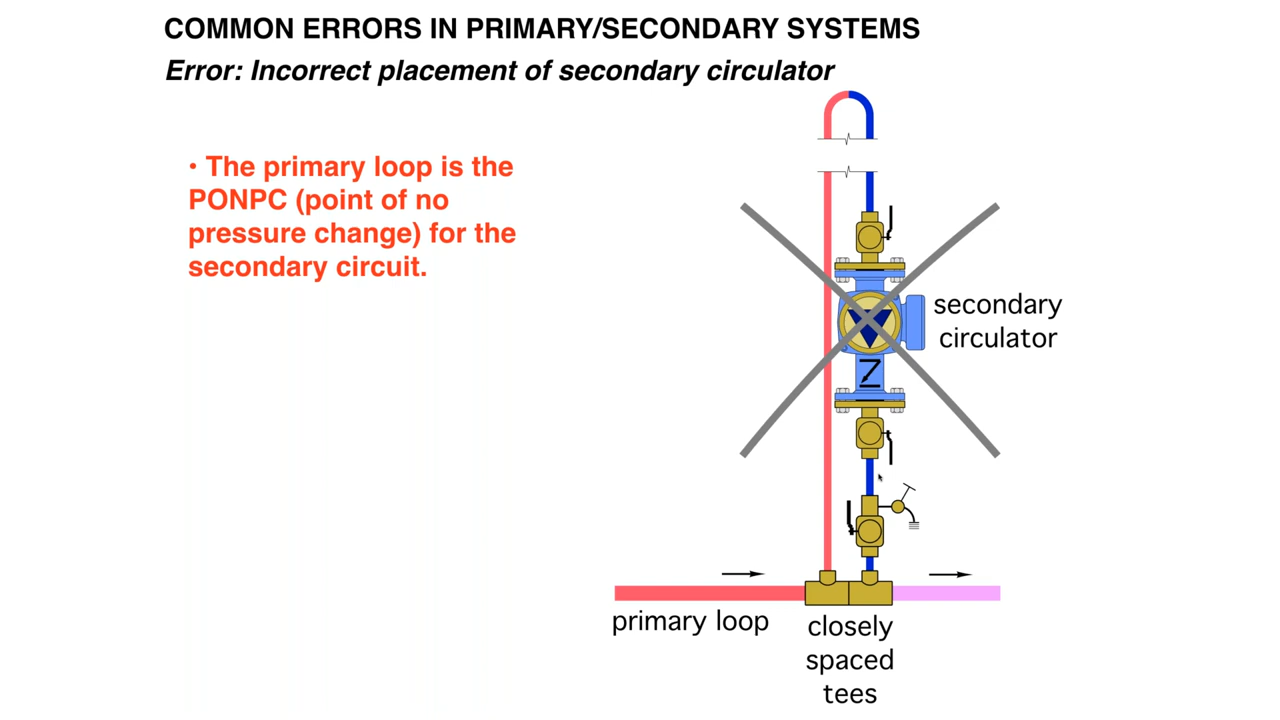 COMMON ERRORS IN PRIMARY/SECONDARY SYSTEMS
Error: Incorrect placement of secondary circulator
• The primary loop is the
PONPC (point of no
pressure change) for the
secondary circuit.
secondary
circulator
primary loop
closely
spaced
tees